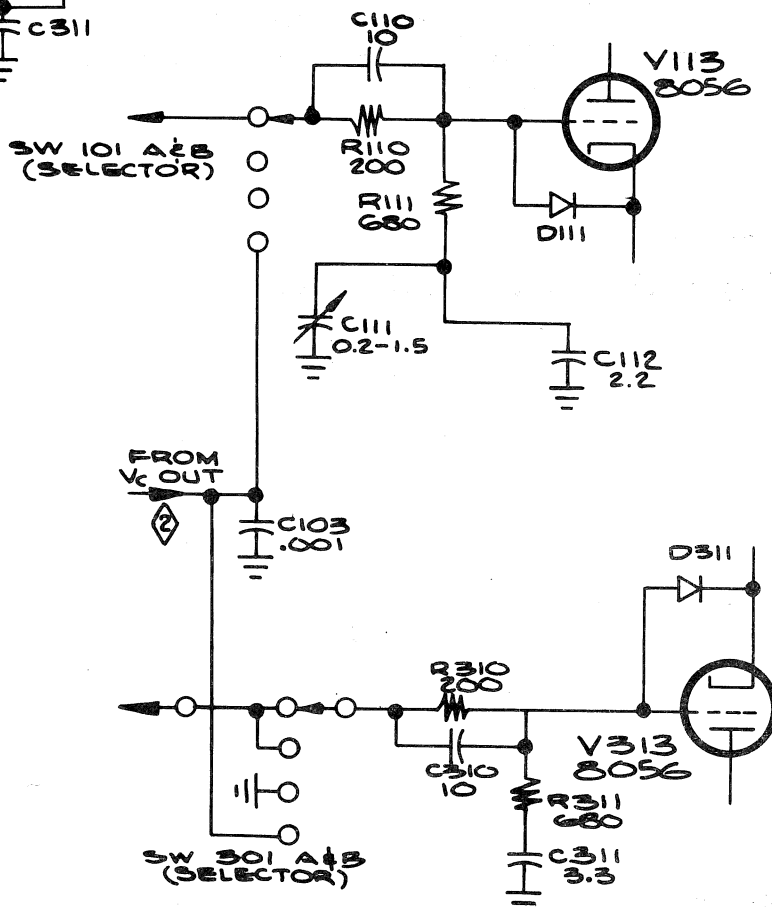 C311
C110
10
V113
8056
SW 101 A&B
(SELECTOR)
R110
200
R111
680
D111
C111
0.2-1.5
C112
2.2
FROM
Vc OUT
2
C103
.001
D311
R310
200
C310
10
V313
8056
R311
680
SW 301 A&B
(SELECTOR)
C311
3.3